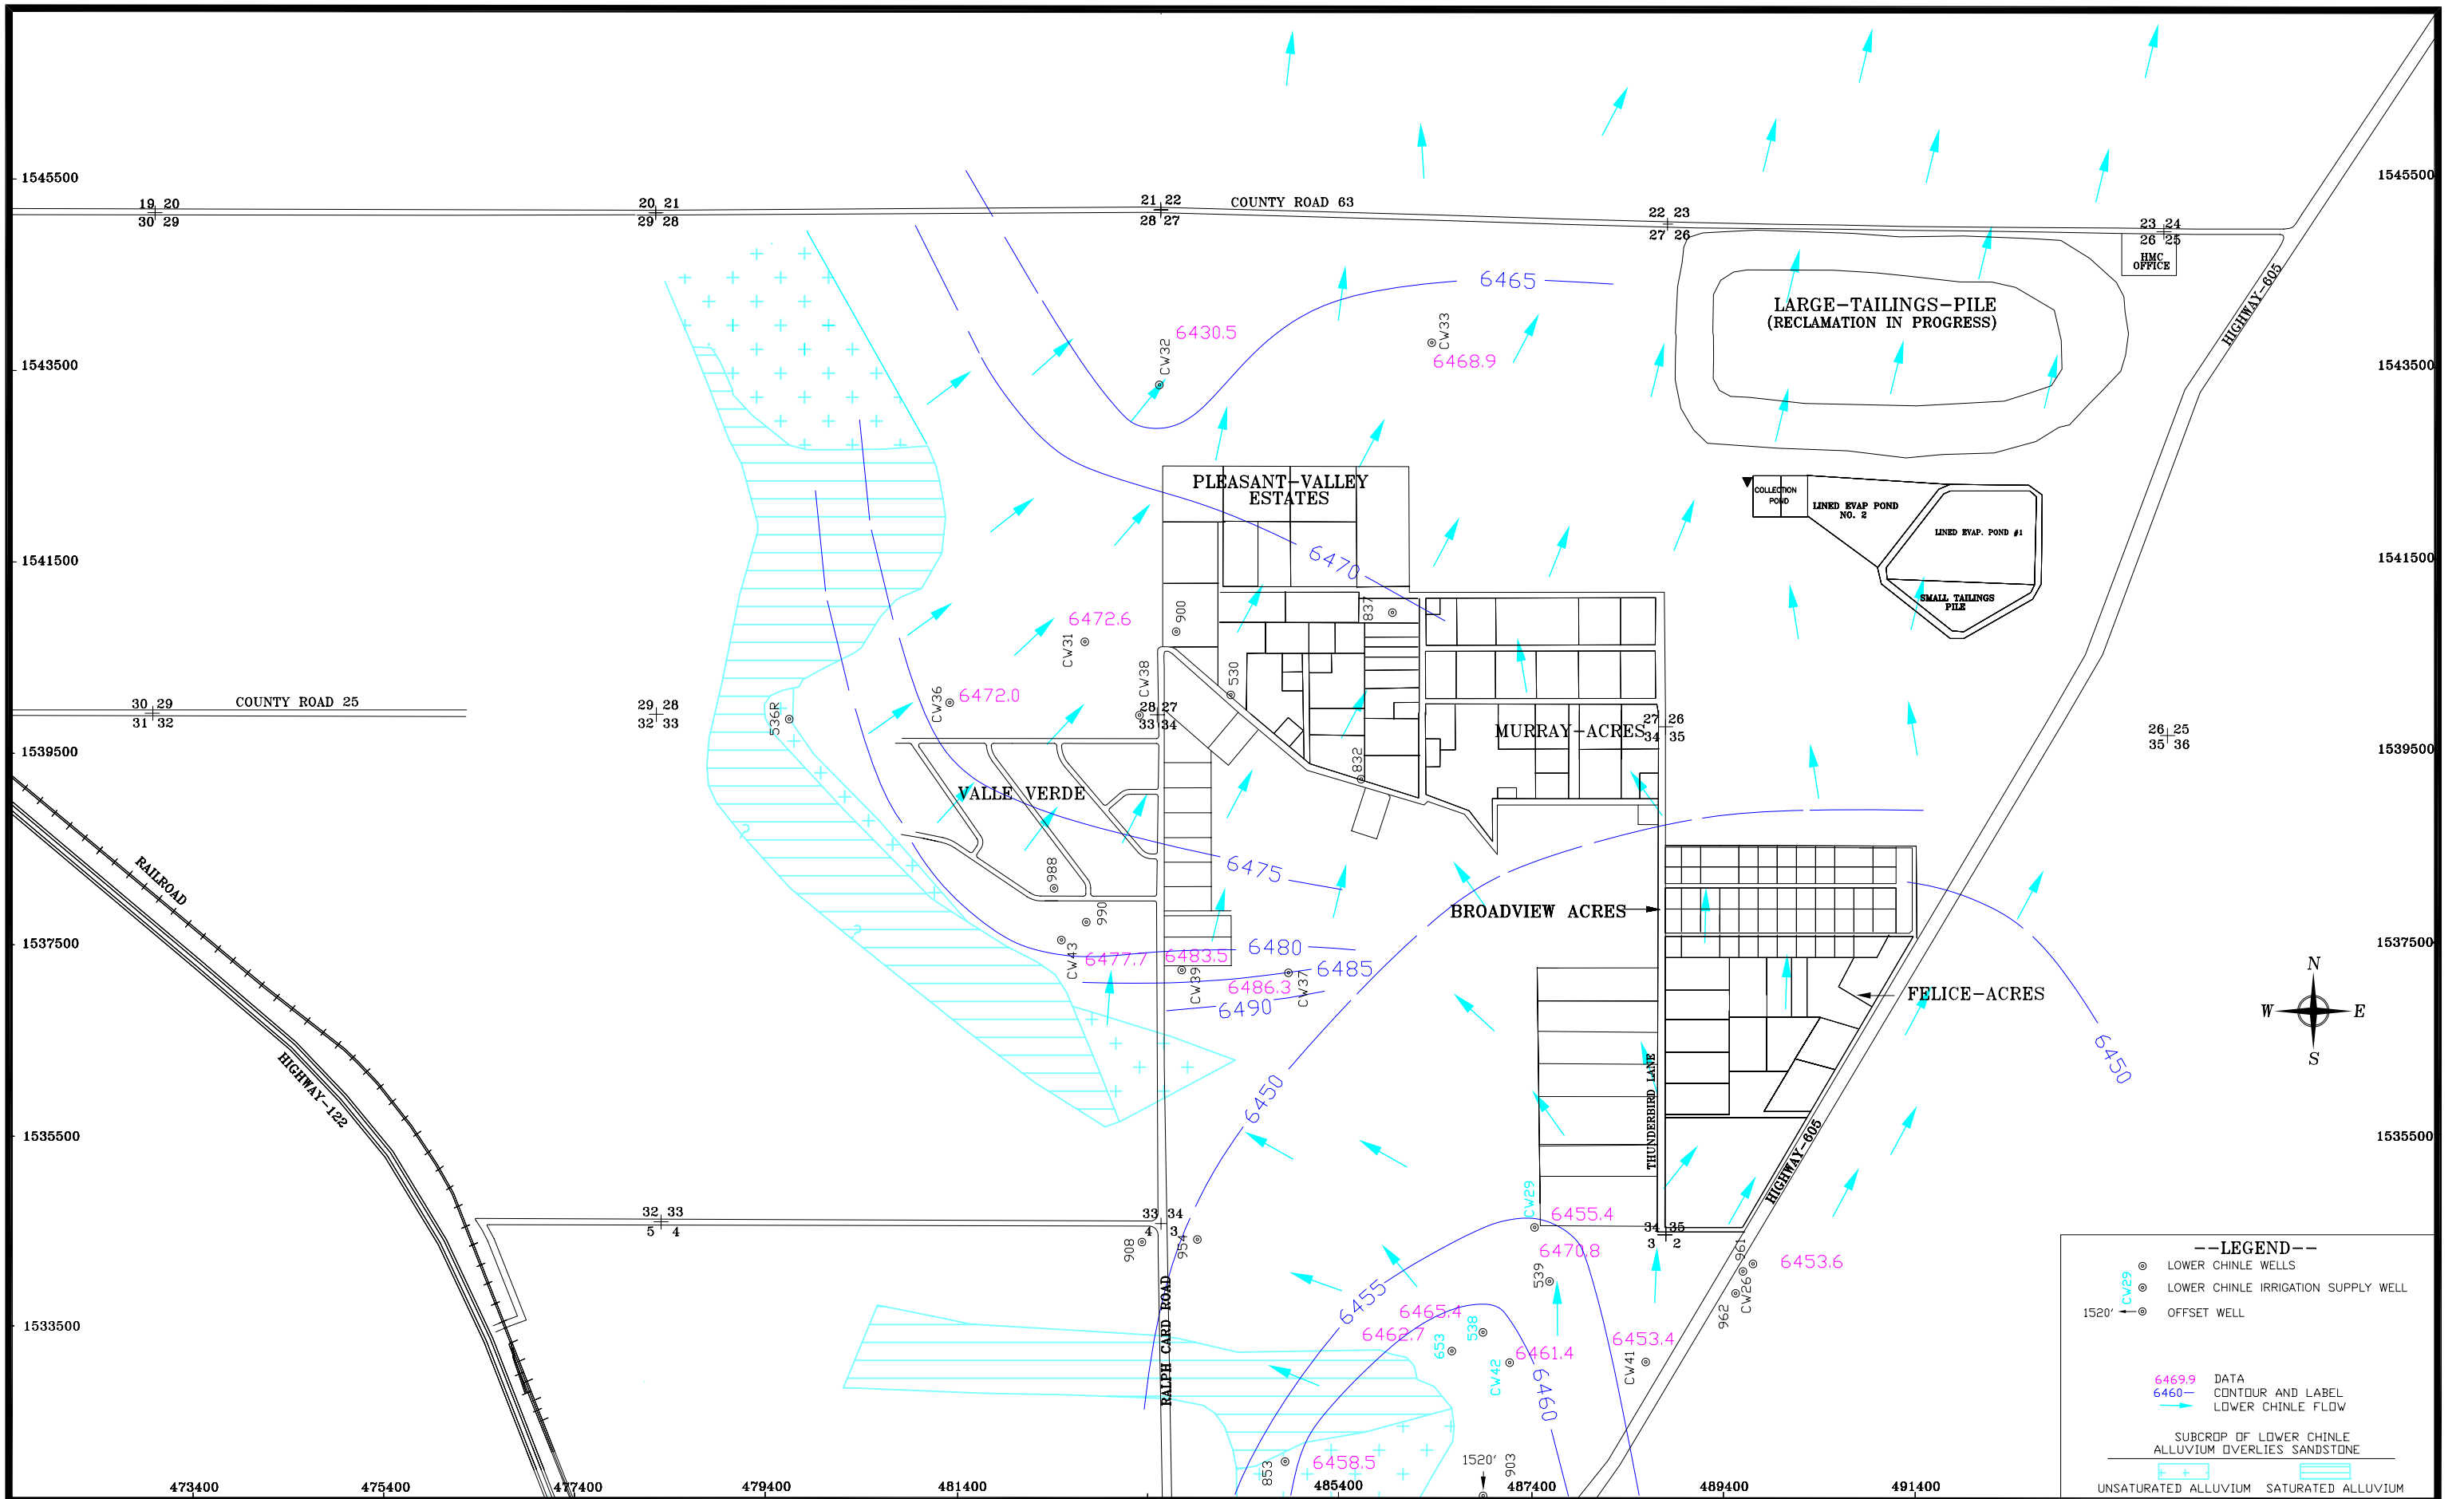 1545500
1545500
19 20
30 29
20 21
29 28
21 22
28 27
COUNTY ROAD 63
22 23
27 26
23 24
26 25
HMC
OFFICE
HIGHWAY-605
6465
LARGE-TAILINGS-PILE
(RECLAMATION IN PROGRESS)
6430.5
CW32
CW33
6468.9
1543500
1543500
PLEASANT-VALLEY
ESTATES
COLLECTION
POND
LINED EVAP POND
NO. 2
LINED EVAP. POND #1
SMALL TAILINGS
PILE
1541500
1541500
6470
6472.6
CW31
900
837
530
CW38
CW36
6472.0
536R
30 29
31 32
COUNTY ROAD 25
29 28
32 33
28 27
33 34
MURRAY-ACRES
27 26
34 35
26 25
35 36
1539500
1539500
832
VALLE VERDE
RAILROAD
?
6475
988
990
BROADVIEW ACRES
?
1537500
1537500
CW43
6477.7
6483.5
6480
6485
CW39
6486.3
CW37
6490
FELICE-ACRES
N
W E
S
HIGHWAY-122
6450
6450
THUNDERBIRD LANE
HIGHWAY-605
1535500
1535500
32 33
5 4
33 34
4 3
34 35
3 2
908
954
CW29
6455.4
6470.8
539
961
6453.6
CW26
962
RALPH CARD ROAD
6455
6465.4
6462.7
538
653
CW42
6461.4
6453.4
CW41
6460
1533500
853
6458.5
1520'
903
473400
475400
477400
479400
481400
485400
487400
489400
491400
--LEGEND--
LOWER CHINLE WELLS
CW29
LOWER CHINLE IRRIGATION SUPPLY WELL
1520'
OFFSET WELL
6469.9 DATA
6460— CONTOUR AND LABEL
LOWER CHINLE FLOW
SUBCROP OF LOWER CHINLE
ALLUVIUM OVERLIES SANDSTONE
UNSATURATED ALLUVIUM SATURATED ALLUVIUM